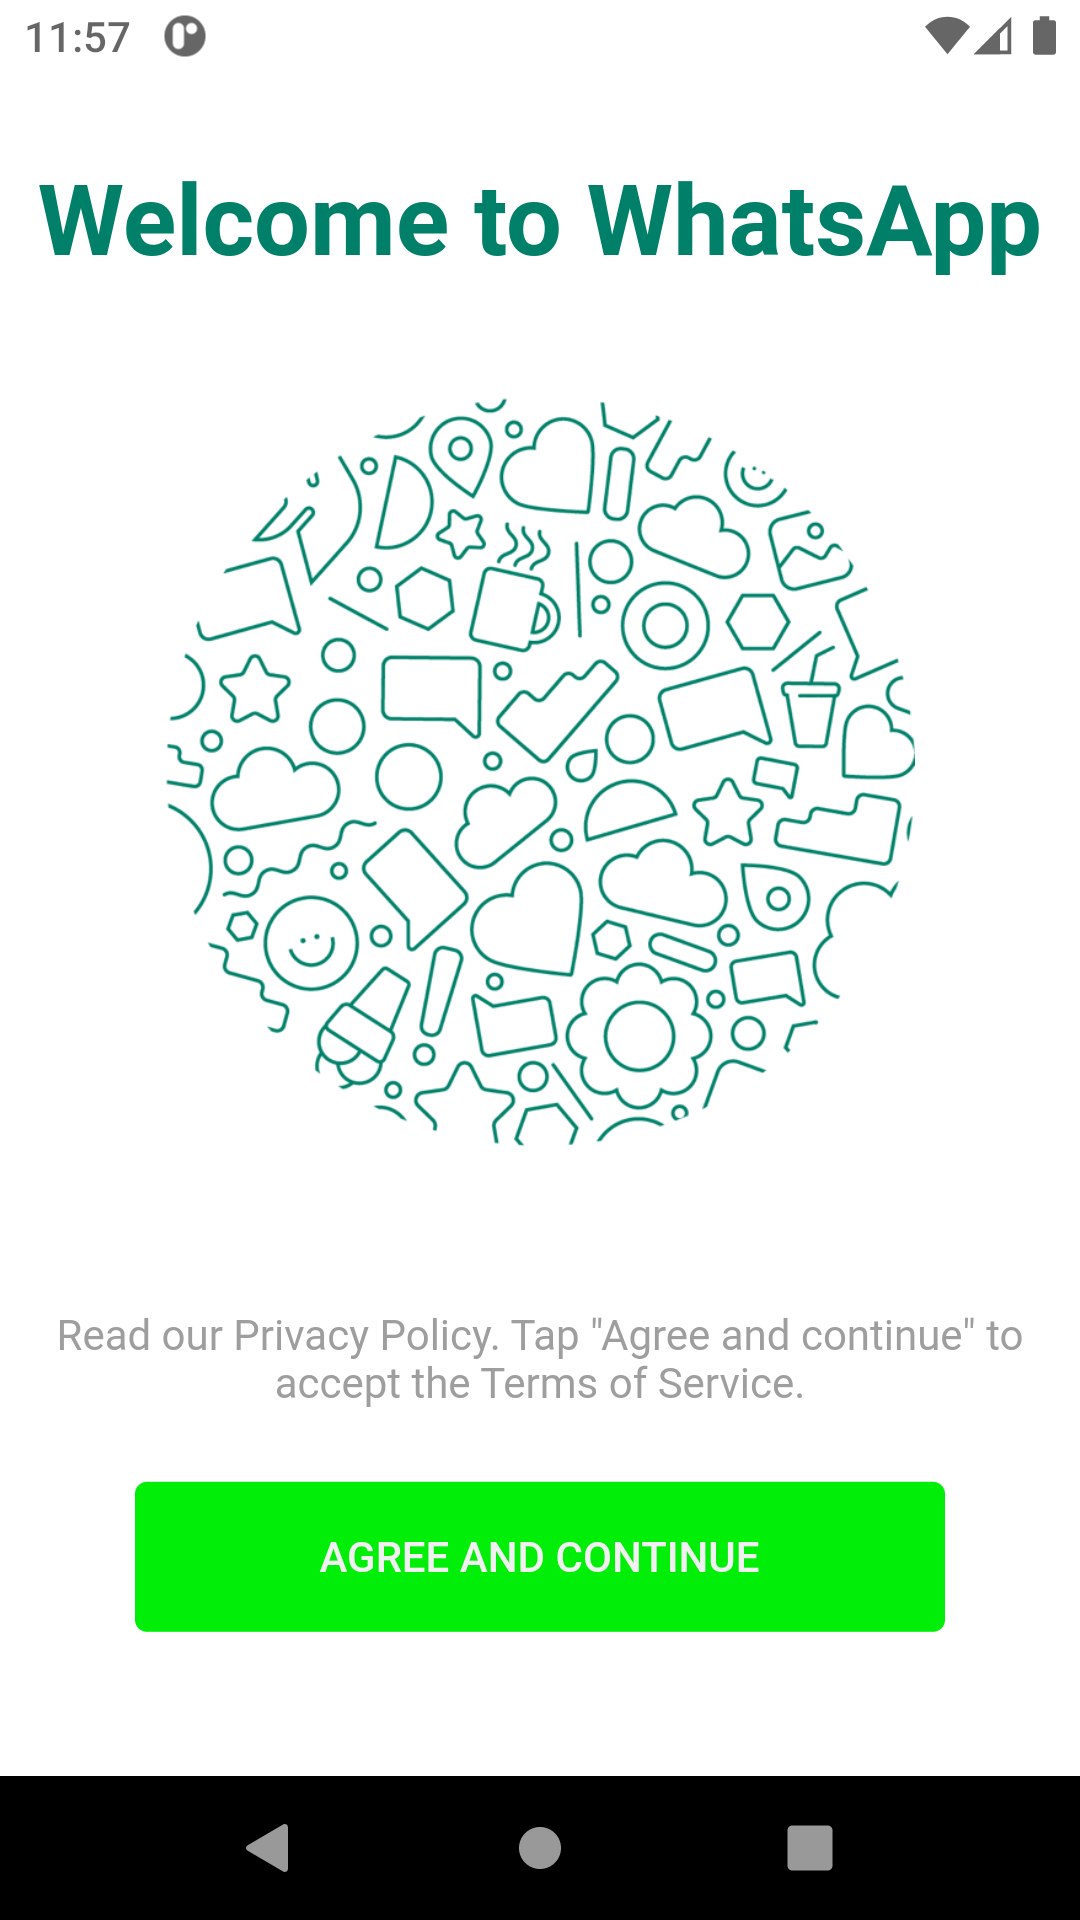 11:57
Welcome to WhatsApp
Read our Privacy Policy. Tap "Agree and continue" to
accept the Terms of Service.
AGREE AND CONTINUE